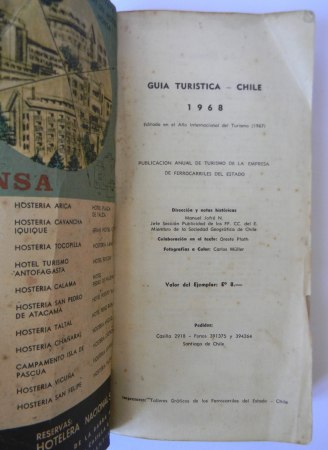 NSA
HOSTERIA ARICA
HOSTERIA CAVANCHA
IQUIQUE
HOSTERIA TOCOPILLA
HOTEL TURISMO
ANTOFAGASTA
HOSTERIA CALAMA
HOSTERIA SAN PEDRO
DE ATACAMA
HOSTERIA TALTAL
HOSTERIA CHAÑARAL
CAMPAMENTO ISLA DE
PASCUA
HOSTERIA VICUÑA
HOSTERIA SAN FELIPE
RESERVAS:
HOTELERA NACIONAL S
GUIA TURISTICA - CHILE
1968
Editada en el Año Internacional del Turismo (1967)
PUBLICACION ANUAL DE TURISMO DE LA EMPRESA
DE FERROCARRILES DEL ESTADO
Dirección y notas históricas
Manuel Jofré N.
Jefe Sección Publicidad de los FF. CC. del E.
Miembro de la Sociedad Geográfica de Chile
Colaboración en el texto: Oreste Plath
Fotografías a Color: Carlos Müller
Valor del Ejemplar: Eº 8.—
Pedidos:
Casilla 2918 - Fonos 391375 y 394264
Santiago de Chile
Impresores: Talleres Gráficos de los Ferrocarriles del Estado - Chile